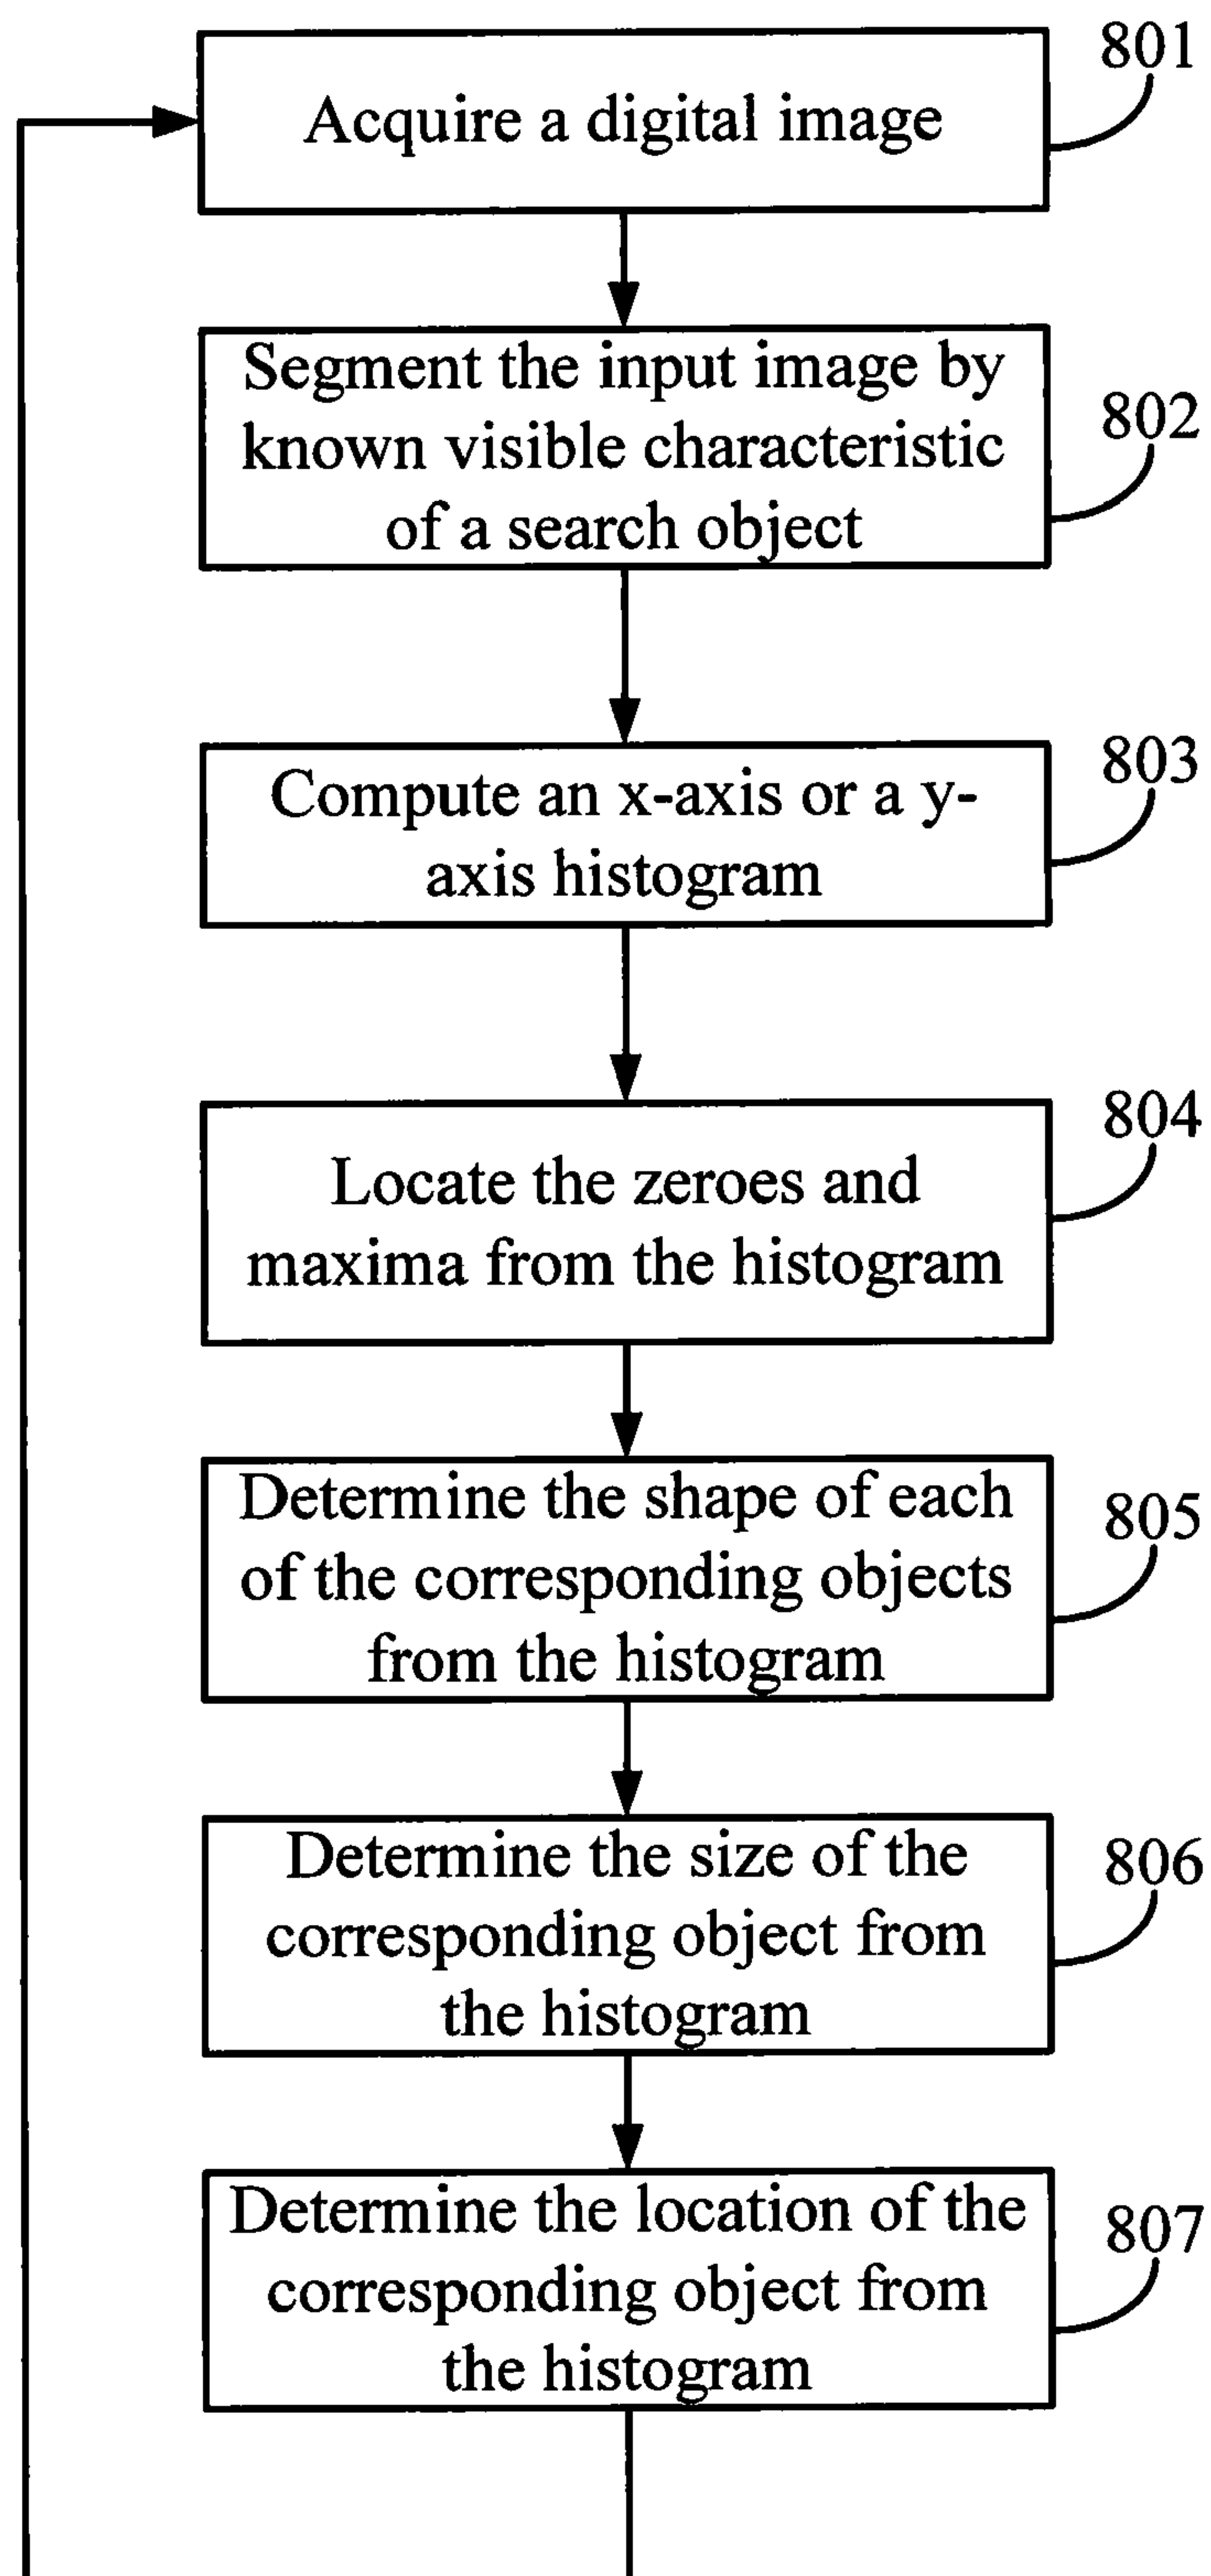 801
Acquire a digital image
Segment the input image by
known visible characteristic
of a search object
802
Compute an x-axis or a y-
axis histogram
803
Locate the zeroes and
maxima from the histogram
804
Determine the shape of each
of the corresponding objects
from the histogram
805
Determine the size of the
corresponding object from
the histogram
806
Determine the location of the
corresponding object from
the histogram
807